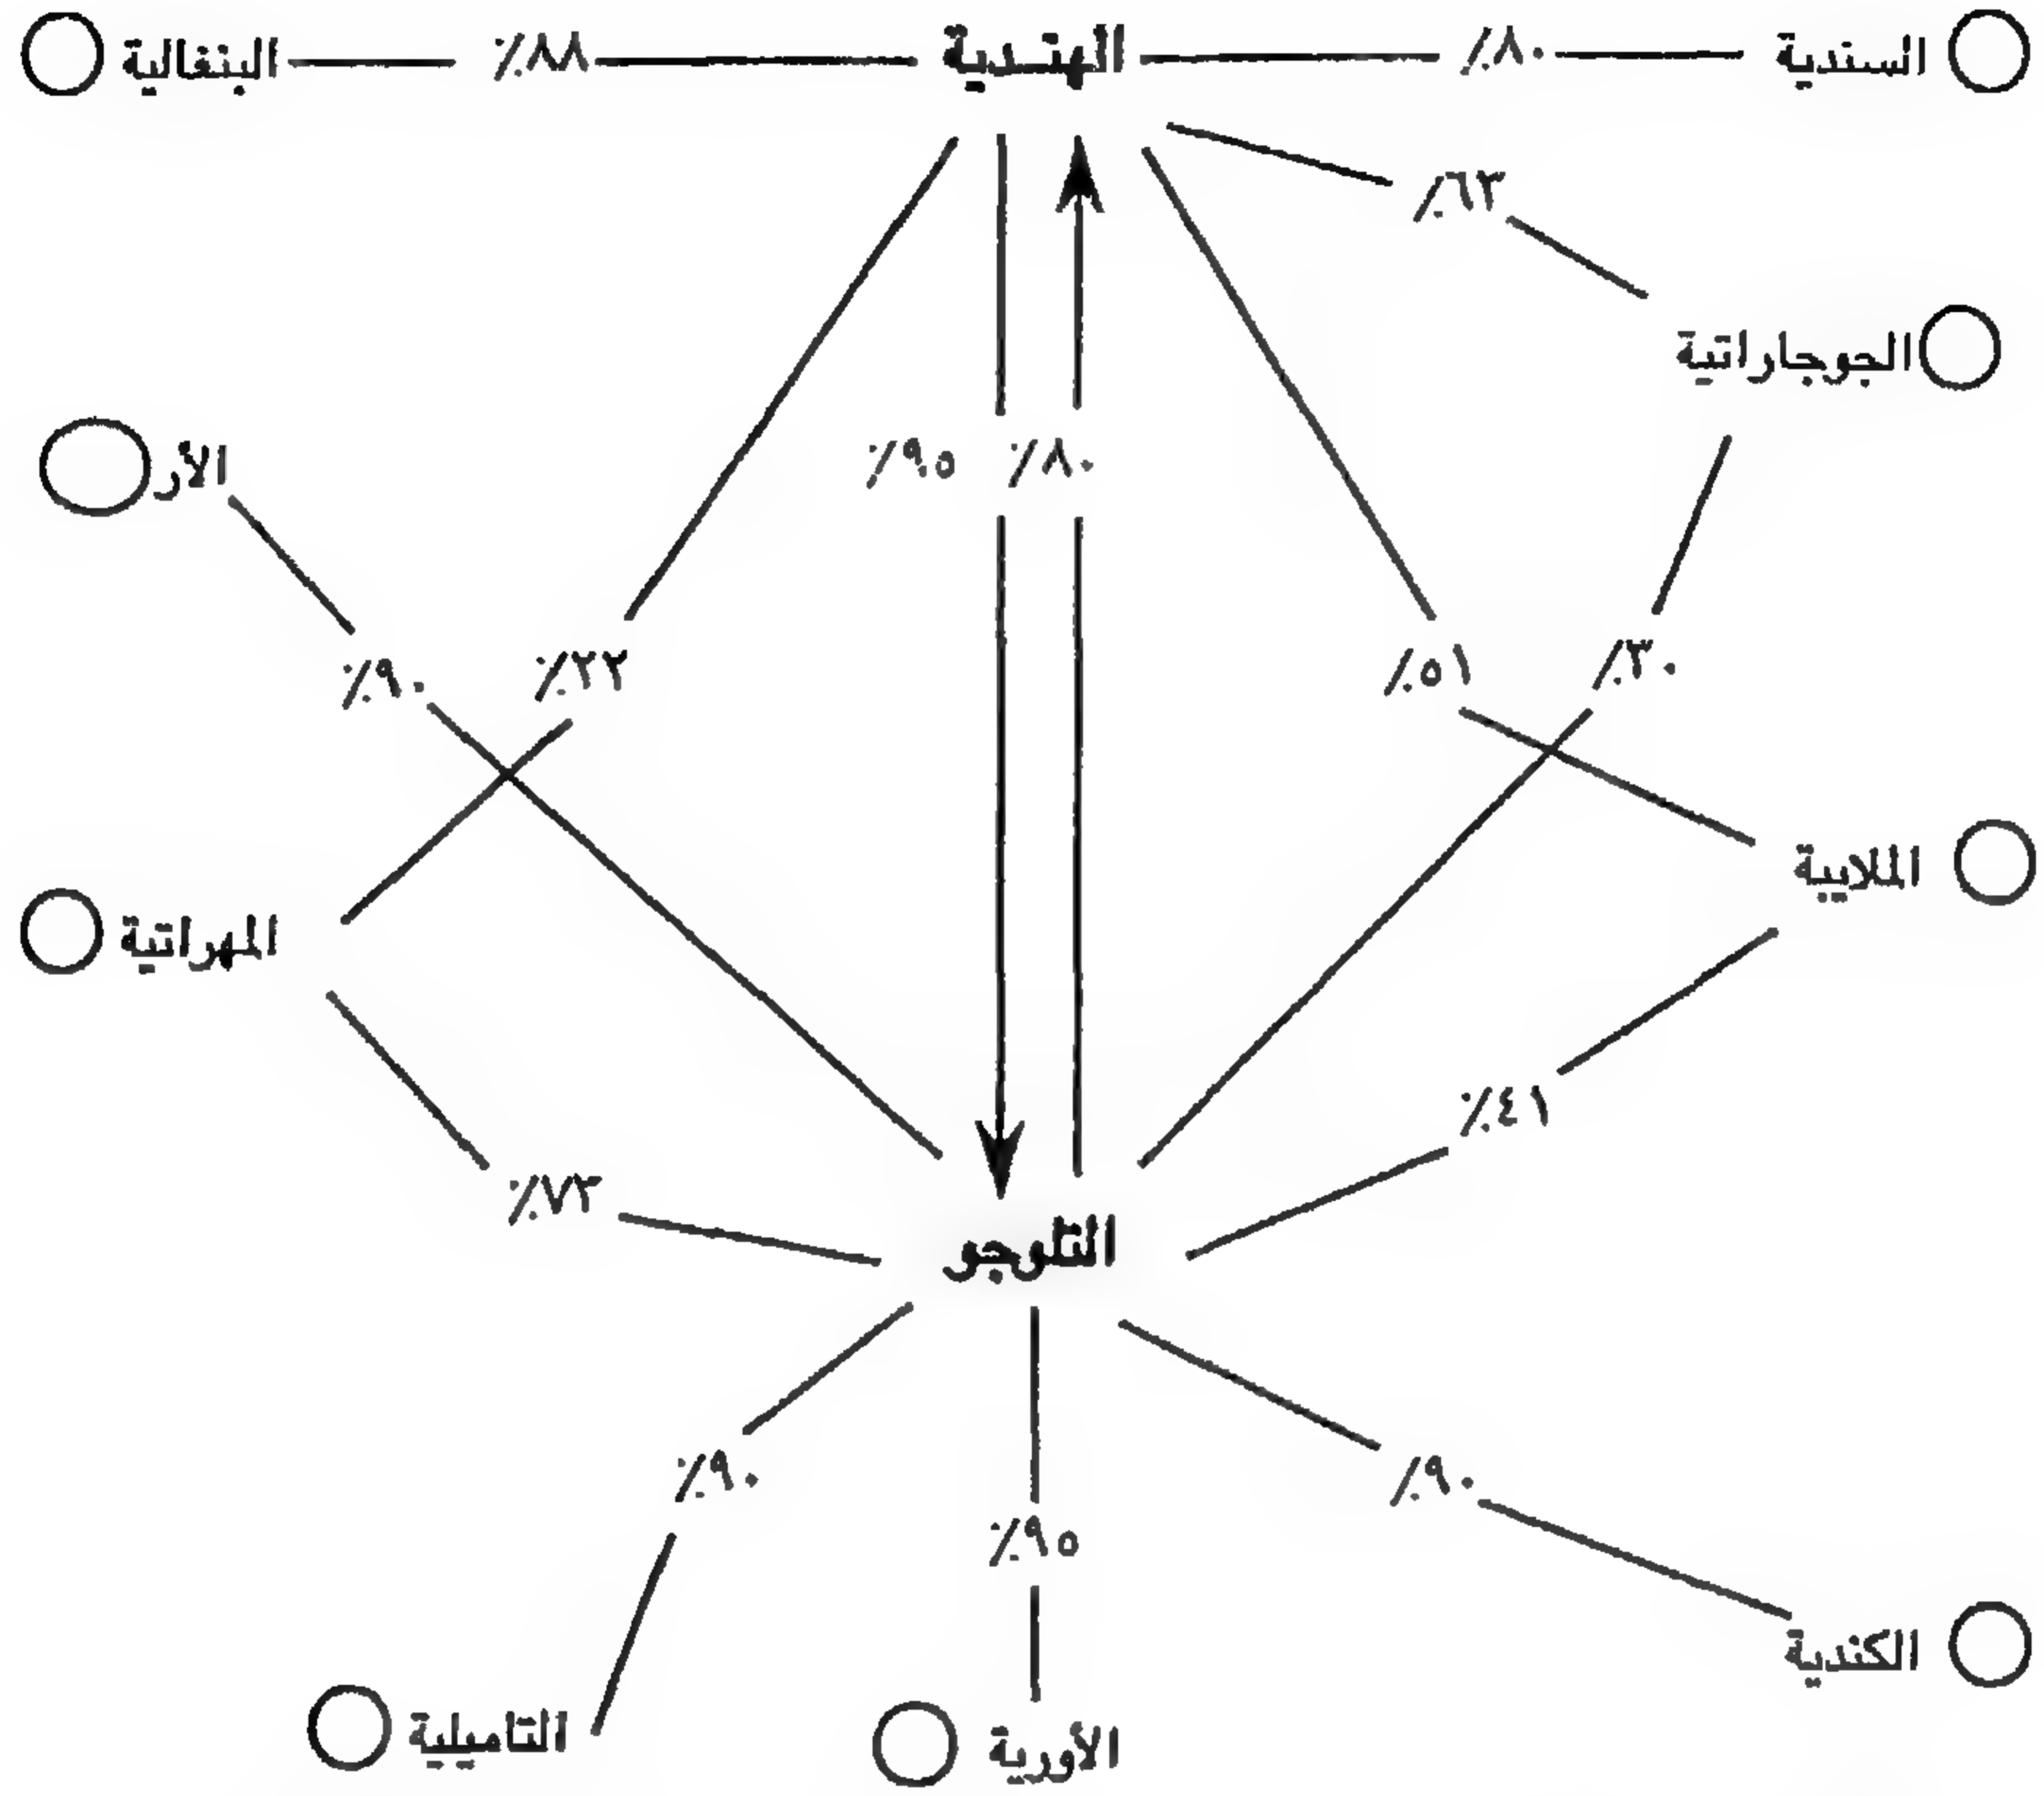 السندية ٪٨٠ الهندية ٪٨٨ البنغالية
٪٦٣
الجوجاراتية
٪٨٠ ٪٩٥ الأر
٪٣٠ ٪٥١ ٪٢٢ ٪٩٠
الملايية
المهراتية
٪٤١
٪٧٣
التلوجو
٪٩٠ ٪٩٠
٪٩٥
الكندية
الأورية التاميلية